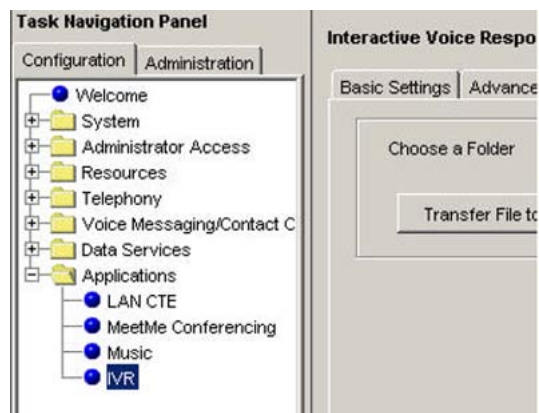 Task Navigation Panel
Configuration
Administration
Welcome
System
Administrator Access
Resources
Telephony
Voice Messaging/Contact C
Data Services
Applications
LAN CTE
MeetMe Conferencing
Music
IVR
Interactive Voice Respo
Basic Settings
Advance
Choose a Folder
Transfer File to